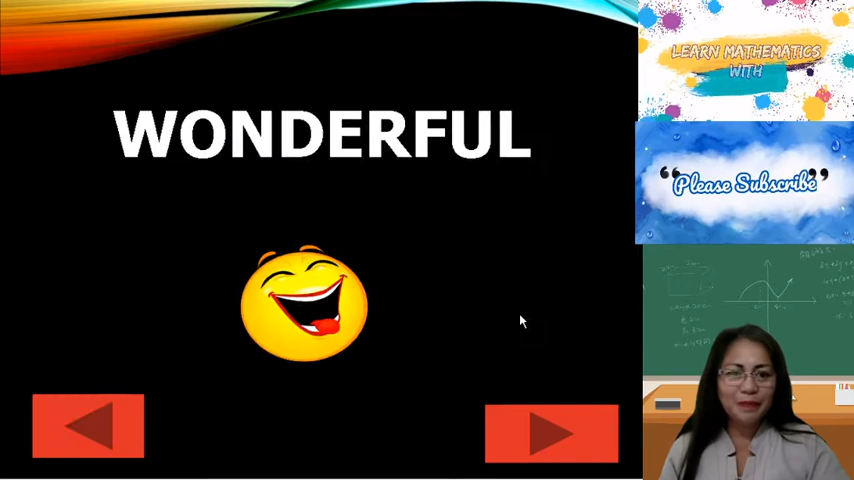 WONDERFUL
LEARN MATHEMATICS
WITH
“Please Subscribe”